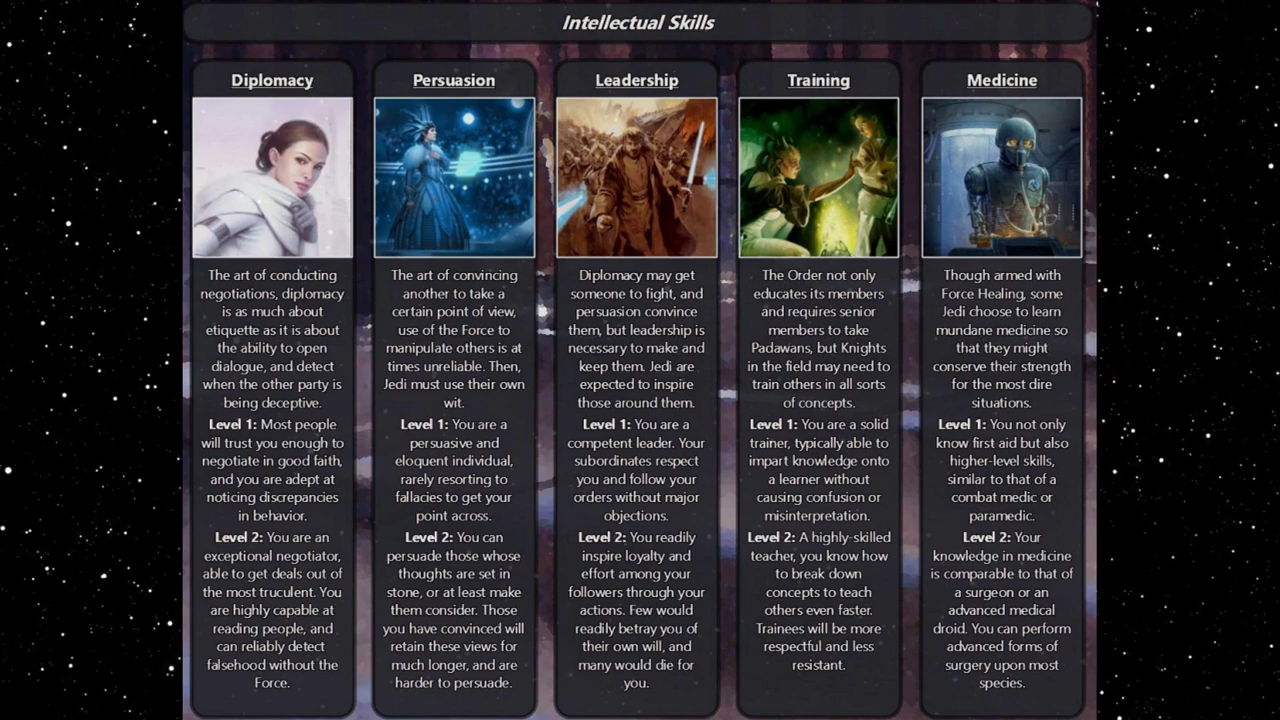 Intellectual Skills
Diplomacy
The art of conducting
negotiations, diplomacy
is as much about
etiquette as it is about
the ability to open
dialogue, and detect
when the other party is
being deceptive.
Level 1: Most people
will trust you enough to
negotiate in good faith,
and you are adept at
noticing discrepancies
in behavior.
Level 2: You are an
exceptional negotiator,
able to get deals out of
the most truculent. You
are highly capable at
reading people, and
can reliably detect
falsehood without the
Force.
Persuasion
The art of convincing
another to take a
certain point of view,
use of the Force to
manipulate others is at
times unreliable. Then,
Jedi must use their own
wit.
Level 1: You are a
persuasive and
eloquent individual,
rarely resorting to
fallacies to get your
point across.
Level 2: You can
persuade those whose
thoughts are set in
stone, or at least make
them consider. Those
you have convinced will
retain these views for
much longer, and are
harder to persuade.
Leadership
Diplomacy may get
someone to fight, and
persuasion convince
them, but leadership is
necessary to make and
keep them. Jedi are
expected to inspire
those around them.
Level 1: You are a
competent leader. Your
subordinates respect
you and follow your
orders without major
objections.
Level 2: You readily
inspire loyalty and
effort among your
followers through your
actions. Few would
readily betray you of
their own will, and
many would die for
you.
Training
The Order not only
educates its members
and requires senior
members to take
Padawans, but Knights
in the field may need to
train others in all sorts
of concepts.
Level 1: You are a solid
trainer, typically able to
impart knowledge onto
a learner without
causing confusion or
misinterpretation.
Level 2: A highly-skilled
teacher, you know how
to break down
concepts to teach
others even faster.
Trainees will be more
respectful and less
resistant.
Medicine
Though armed with
Force Healing, some
Jedi choose to learn
mundane medicine so
that they might
conserve their strength
for the most dire
situations.
Level 1: You not only
know first aid but also
higher-level skills,
similar to that of a
combat medic or
paramedic.
Level 2: Your
knowledge in medicine
is comparable to that of
a surgeon or an
advanced medical
droid. You can perform
advanced forms of
surgery upon most
species.